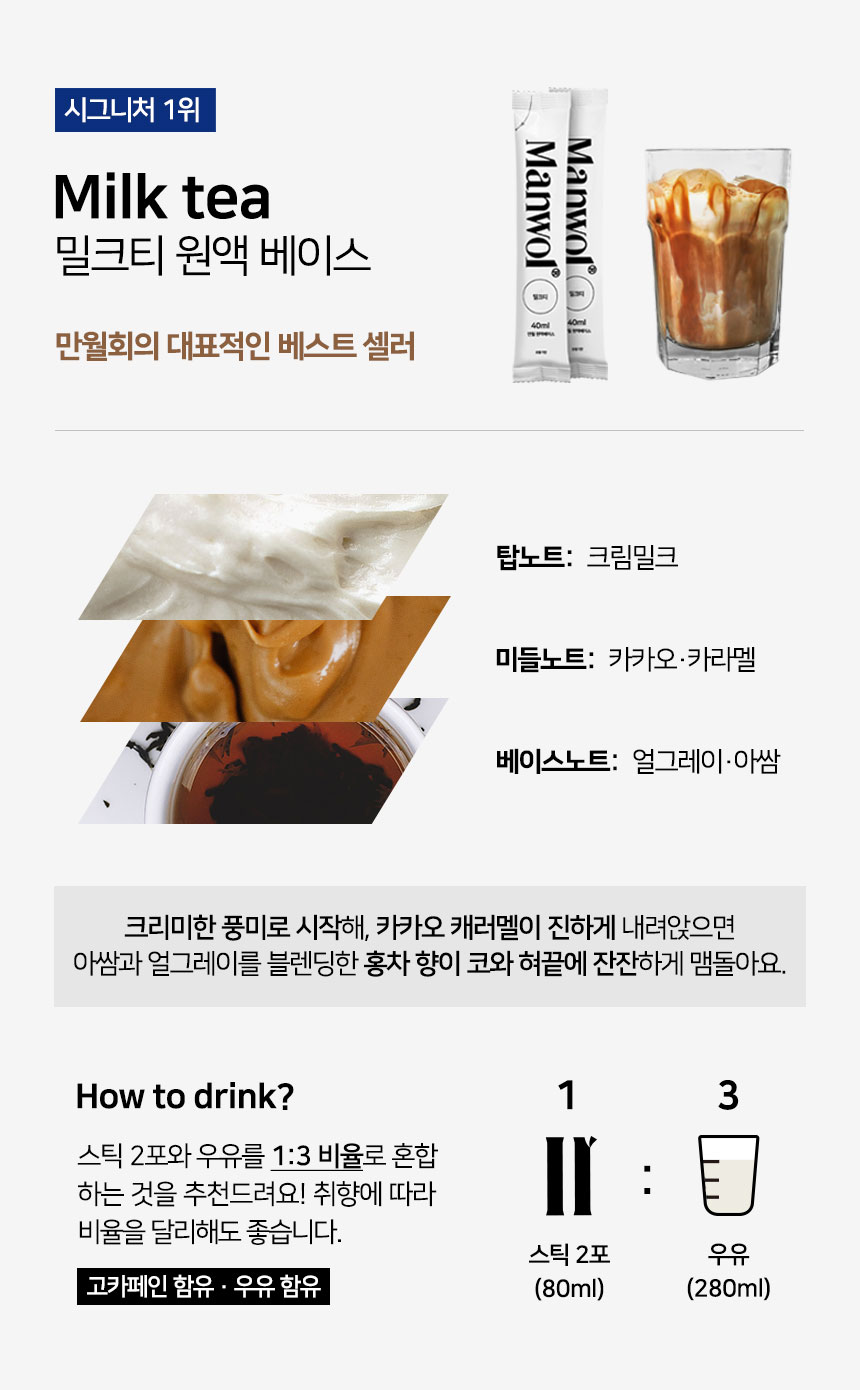 시그니처 1위
Milk tea
밀크티 원액 베이스
만월회의 대표적인 베스트 셀러
Manwol®
밀크티
40ml
Manwol®
밀크티
40ml
탑노트: 크림밀크
미들노트: 카카오·카라멜
베이스노트: 얼그레이·아쌈
크리미한 풍미로 시작해, 카카오 캐러멜이 진하게 내려앉으면
아쌈과 얼그레이를 블렌딩한 홍차 향이 코와 혀끝에 잔잔하게 맴돌아요.
How to drink?
스틱 2포와 우유를 1:3 비율로 혼합
하는 것을 추천드려요! 취향에 따라
비율을 달리해도 좋습니다.
고카페인 함유 · 우유 함유
1 : 3
스틱 2포 우유
(80ml) (280ml)